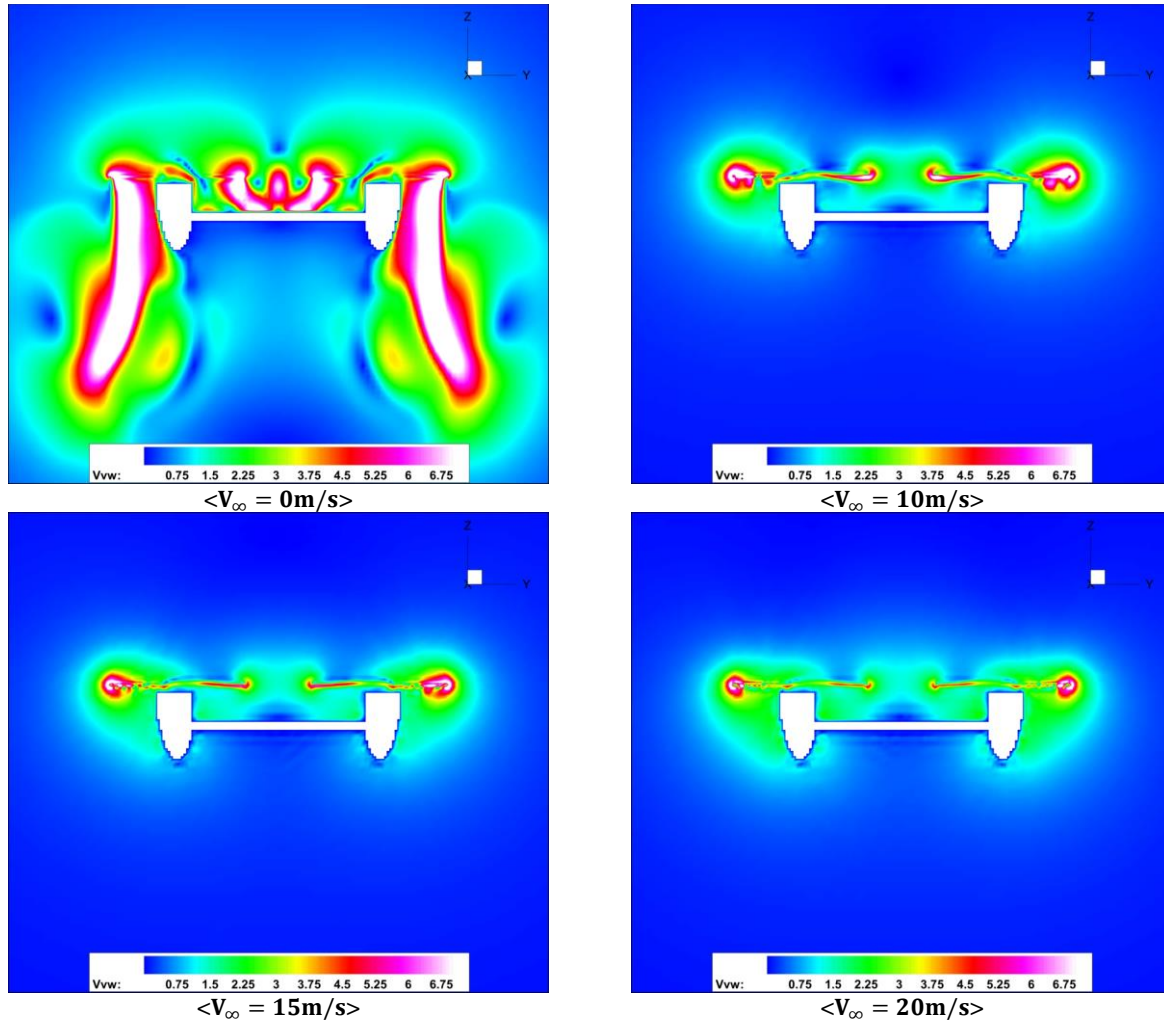 Z
X Y
Vvw: 0.75 1.5 2.25 3 3.75 4.5 5.25 6 6.75
<V∞ = 0m/s>
Z
X Y
Vvw: 0.75 1.5 2.25 3 3.75 4.5 5.25 6 6.75
<V∞ = 10m/s>
Z
X Y
Vvw: 0.75 1.5 2.25 3 3.75 4.5 5.25 6 6.75
<V∞ = 15m/s>
Z
X Y
Vvw: 0.75 1.5 2.25 3 3.75 4.5 5.25 6 6.75
<V∞ = 20m/s>